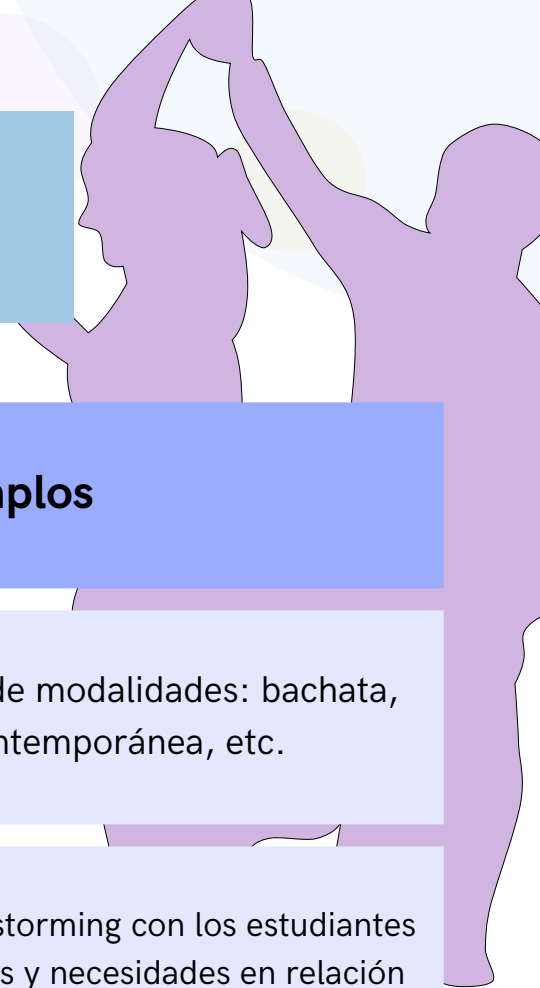 plos
de modalidades: bachata,
ntemporánea, etc.
storming con los estudiantes
s y necesidades en relación